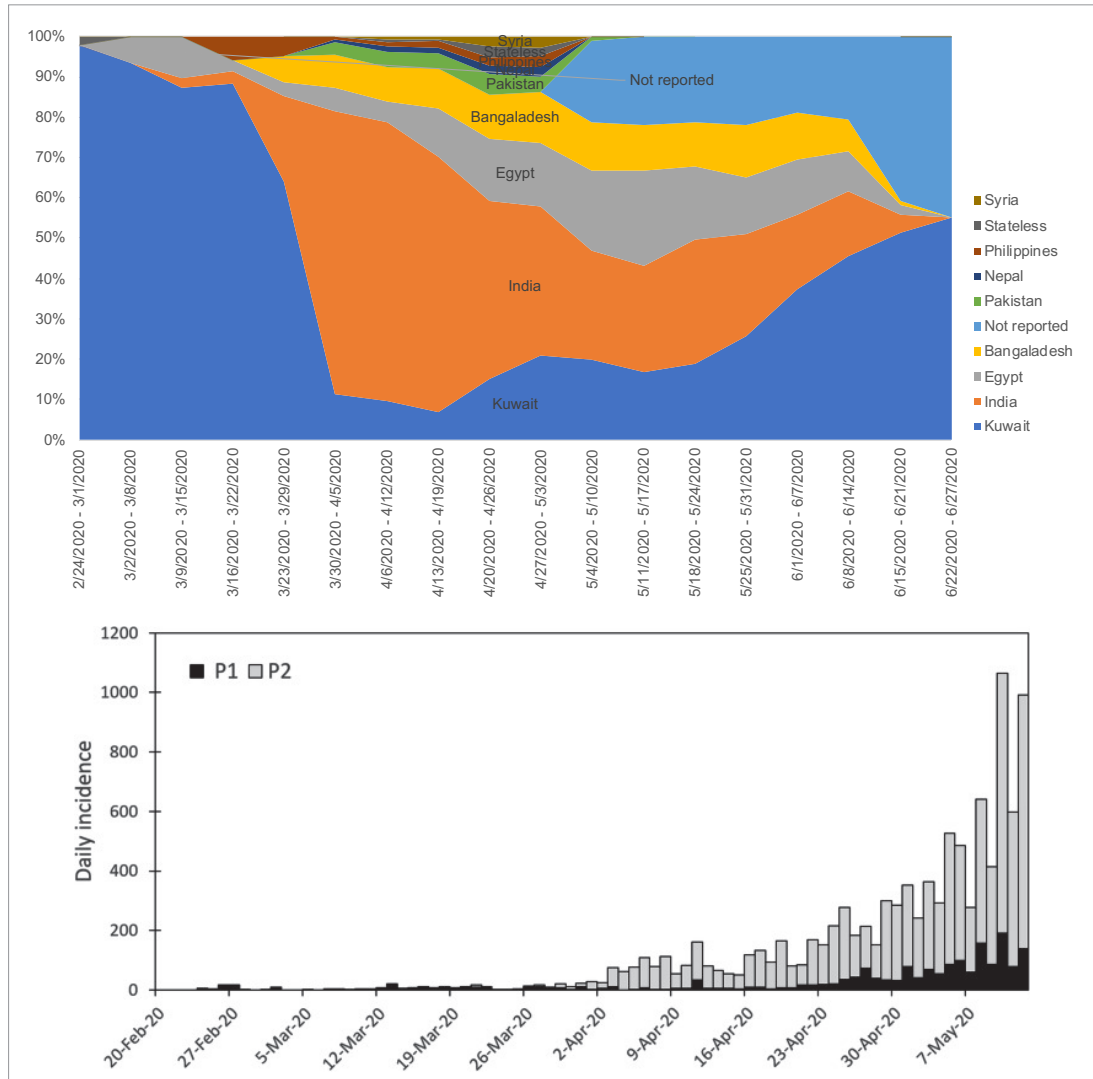 100%
90%
80%
70%
60%
50%
40%
30%
20%
10%
0%
Syria
Stateless
Philippines
Nepal
Pakistan
Not reported
Bangaladesh
Egypt
India
Kuwait
Syria
Stateless
Philippines
Nepal
Pakistan
Not reported
Bangaladesh
Egypt
India
Kuwait
2/24/2020 - 3/1/2020
3/2/2020 - 3/8/2020
3/9/2020 - 3/15/2020
3/16/2020 - 3/22/2020
3/23/2020 - 3/29/2020
3/30/2020 - 4/5/2020
4/6/2020 - 4/12/2020
4/13/2020 - 4/19/2020
4/20/2020 - 4/26/2020
4/27/2020 - 5/3/2020
5/4/2020 - 5/10/2020
5/11/2020 - 5/17/2020
5/18/2020 - 5/24/2020
5/25/2020 - 5/31/2020
6/1/2020 - 6/7/2020
6/8/2020 - 6/14/2020
6/15/2020 - 6/21/2020
6/22/2020 - 6/27/2020
1200
1000
800
600
400
200
0
Daily incidence
P1 P2
20-Feb-20
27-Feb-20
5-Mar-20
12-Mar-20
19-Mar-20
26-Mar-20
2-Apr-20
9-Apr-20
16-Apr-20
23-Apr-20
30-Apr-20
7-May-20